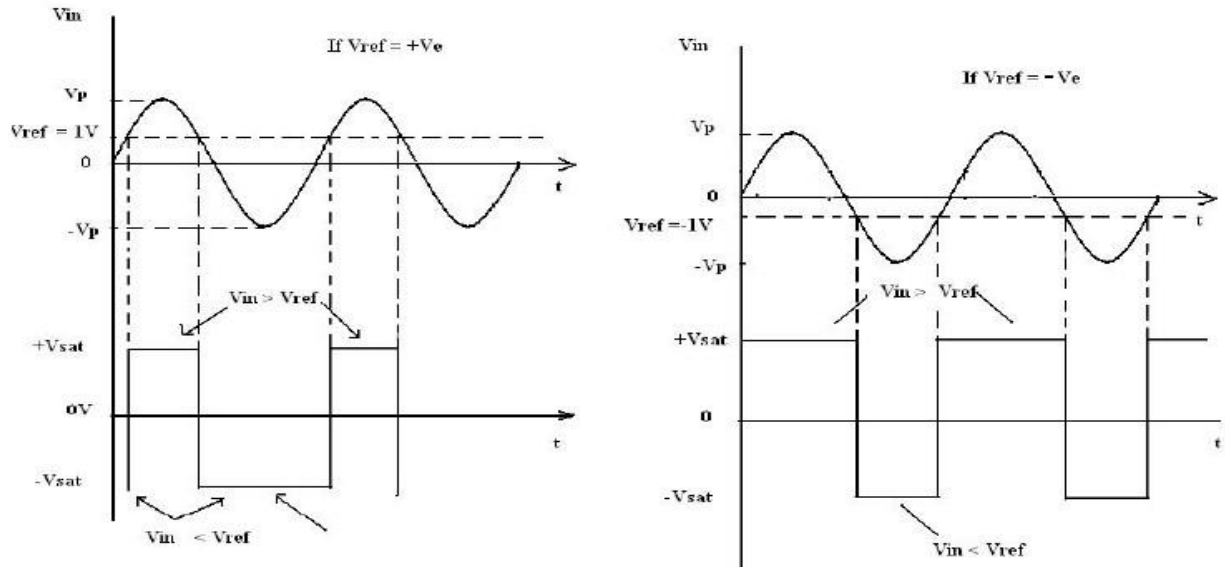 Vin
If Vref = +Ve
Vp
Vref = 1V
0
t
-Vp
Vin > Vref
+Vsat
0V
t
-Vsat
Vin < Vref
Vin
If Vref = -Ve
Vp
0
Vref =-1V
t
-Vp
Vin > Vref
+Vsat
0
t
-Vsat
Vin < Vref